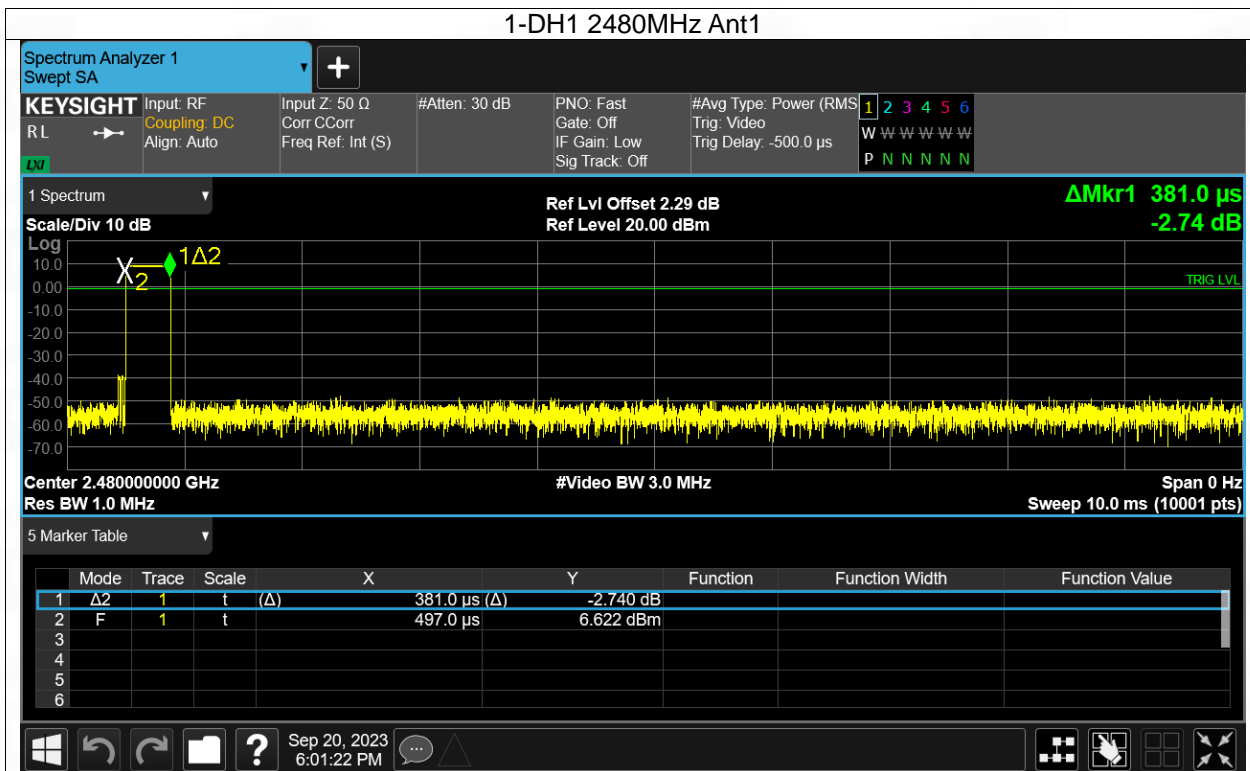 1-DH1 2480MHz Ant1
Spectrum Analyzer 1
Swept SA
KEYSIGHT
R L
LXI
Input: RF
Coupling: DC
Align: Auto
Input Z: 50 Ω
Corr CCorr
Freq Ref: Int (S)
#Atten: 30 dB
PNO: Fast
Gate: Off
IF Gain: Low
Sig Track: Off
#Avg Type: Power (RMS
Trig: Video
Trig Delay: -500.0 µs
1 2 3 4 5 6
W W W W W W
P N N N N N
1 Spectrum
Scale/Div 10 dB
Ref Lvl Offset 2.29 dB
Ref Level 20.00 dBm
ΔMkr1 381.0 µs
-2.74 dB
Log
10.0
0.00
-10.0
-20.0
-30.0
-40.0
-50.0
-60.0
-70.0
X2
1Δ2
TRIG LVL
Center 2.480000000 GHz
#Video BW 3.0 MHz
Span 0 Hz
Res BW 1.0 MHz
Sweep 10.0 ms (10001 pts)
5 Marker Table
Mode Trace Scale X Y Function Function Width Function Value
1 Δ2 1 t (Δ) 381.0 µs (Δ) -2.740 dB
2 F 1 t 497.0 µs 6.622 dBm
3
4
5
6
?
Sep 20, 2023
6:01:22 PM